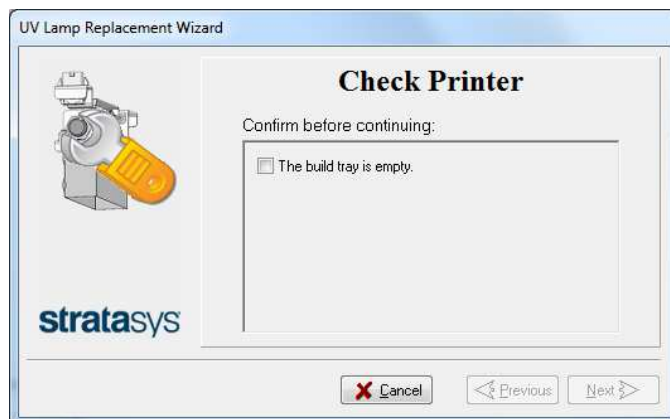 UV Lamp Replacement Wizard
Check Printer
Confirm before continuing:
The build tray is empty.
stratasys
Cancel
Previous
Next